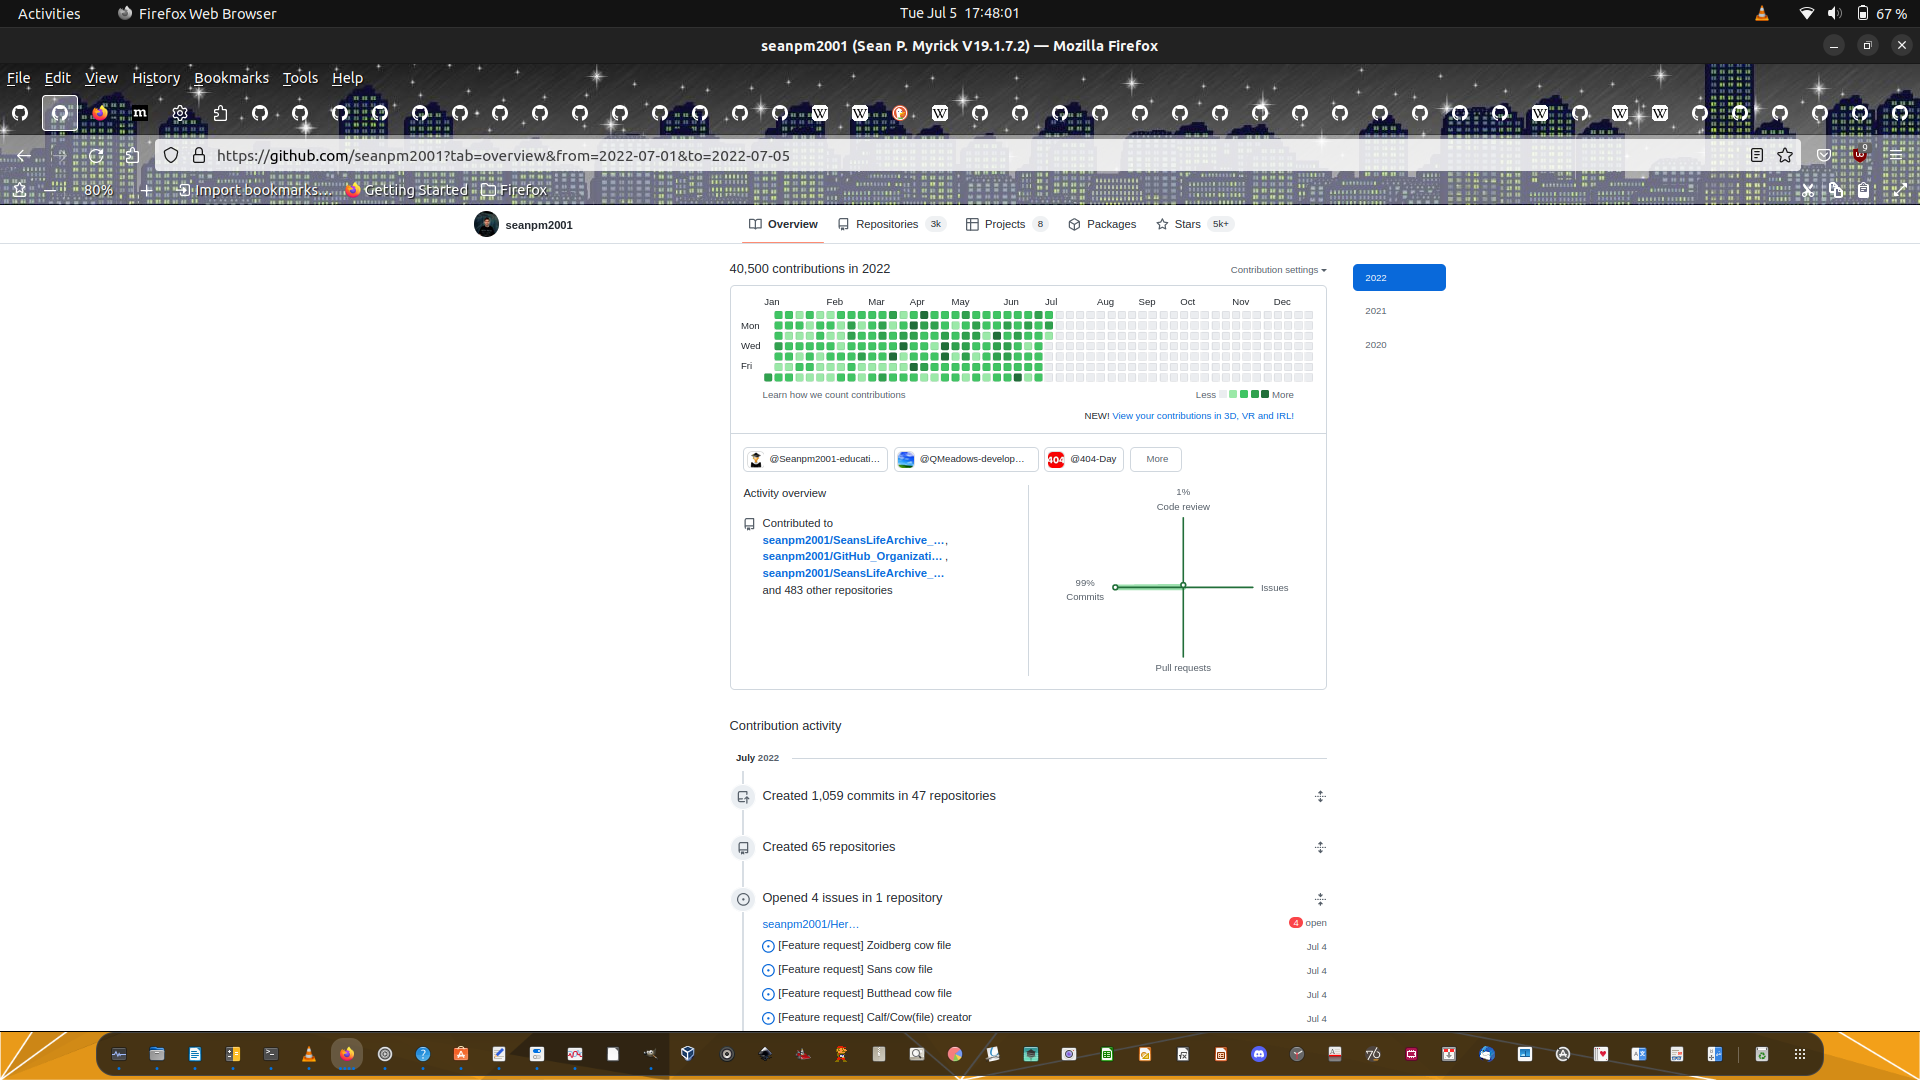 Activities Firefox Web Browser Tue Jul 5 17:48:01 67 %
seanpm2001 (Sean P. Myrick V19.1.7.2) — Mozilla Firefox
File Edit View History Bookmarks Tools Help
https://github.com/seanpm2001?tab=overview&from=2022-07-01&to=2022-07-05 9
80% Import bookmarks... Getting Started Firefox
seanpm2001 Overview Repositories 3k Projects 8 Packages Stars 5k+
40,500 contributions in 2022 Contribution settings 2022
Jan Feb Mar Apr May Jun Jul Aug Sep Oct Nov Dec
2021
Mon
Wed 2020
Fri
Learn how we count contributions Less More
NEW! View your contributions in 3D, VR and IRL!
@Seanpm2001-educati... 404 @QMeadows-develop... @404-Day More
Activity overview 1%
Code review
Contributed to
seanpm2001/SeansLifeArchive_...,
seanpm2001/GitHub_Organizati... ,
seanpm2001/SeansLifeArchive_...
and 483 other repositories
99%
Commits Issues
Pull requests
Contribution activity
July 2022
Created 1,059 commits in 47 repositories
Created 65 repositories
Opened 4 issues in 1 repository
seanpm2001/Her... 4 open
[Feature request] Zoidberg cow file Jul 4
[Feature request] Sans cow file Jul 4
[Feature request] Butthead cow file Jul 4
[Feature request] Calf/Cow(file) creator Jul 4